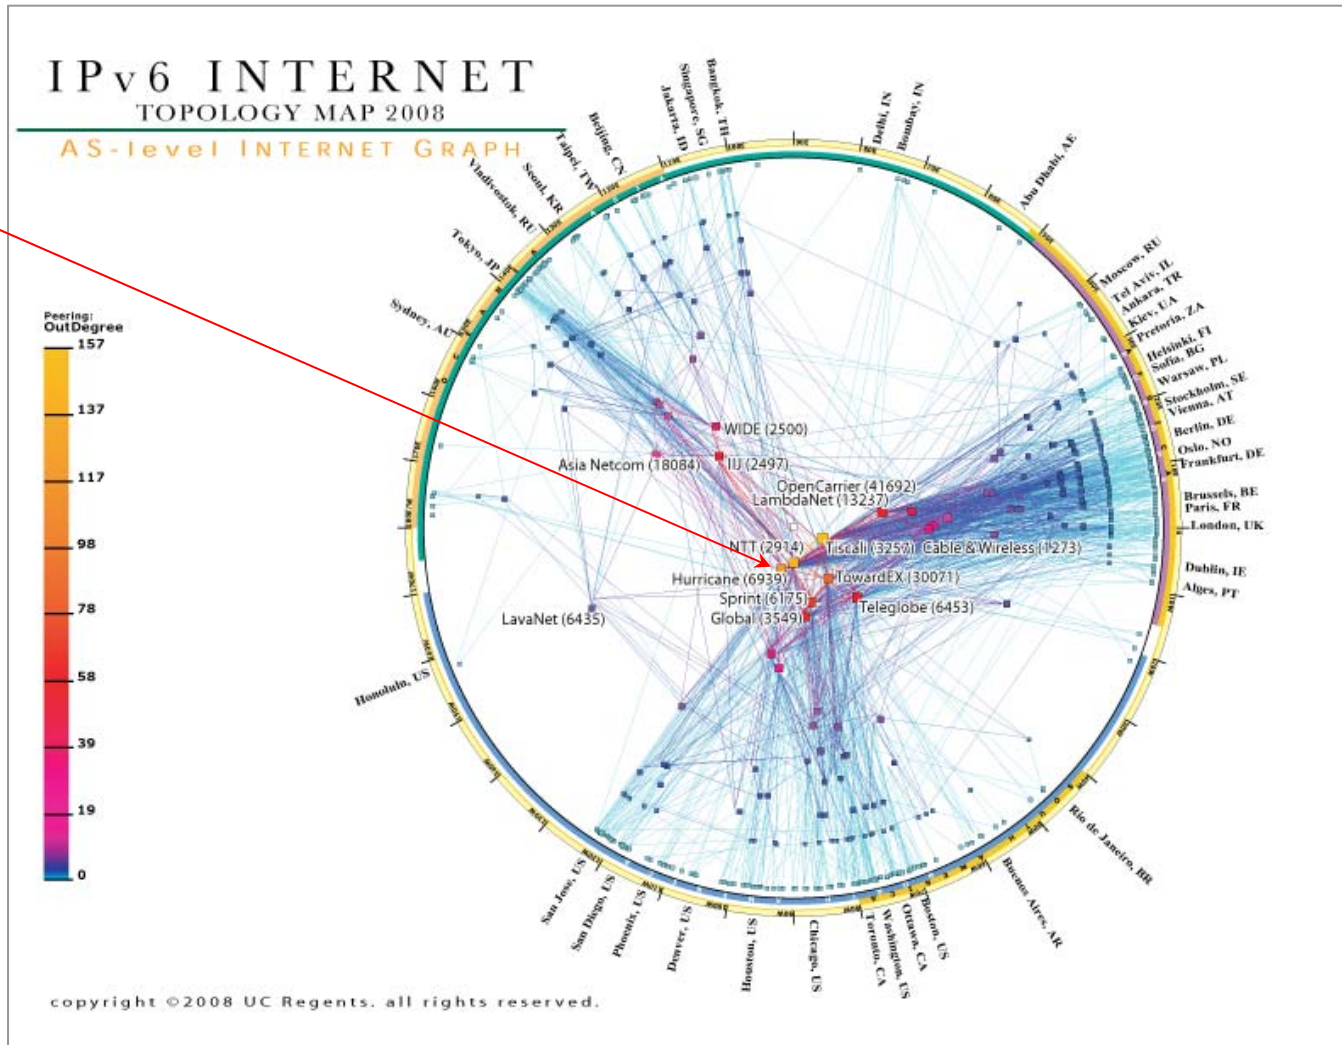 IPv6 INTERNET
TOPOLOGY MAP 2008
AS-level INTERNET GRAPH
Peering:
OutDegree
157
137
117
98
78
58
39
19
0
Sydney, AU
Tokyo, JP
Vladivostok, RU
Seoul, KR
Taipei, TW
Beijing, CN
Jakarta, ID
Singapore, SG
Bangkok, TH
Delhi, IN
Bombay, IN
Abu Dhabi, AE
Moscow, RU
Tel Aviv, IL
Ankara, TR
Kiev, UA
Pretoria, ZA
Helsinki, FI
Sofia, BG
Warsaw, PL
Stockholm, SE
Vienna, AT
Berlin, DE
Oslo, NO
Frankfurt, DE
Brussels, BE
Paris, FR
London, UK
Dublin, IE
Alges, PT
WIDE (2500)
Asia Netcom (18084)
IIJ (2497)
OpenCarrier (41692)
LambdaNet (13237)
NTT (2914)
Tiscali (3257)
Cable & Wireless (1273)
Hurricane (6939)
TowardEX (30071)
Sprint (6175)
Teleglobe (6453)
Global (3549)
LavaNet (6435)
Honolulu, US
San Jose, US
San Diego, US
Phoenix, US
Denver, US
Houston, US
Chicago, US
Toronto, CA
Washington, US
Ottawa, CA
Boston, US
Buenos Aires, AR
Rio de Janeiro, BR
copyright ©2008 UC Regents. all rights reserved.